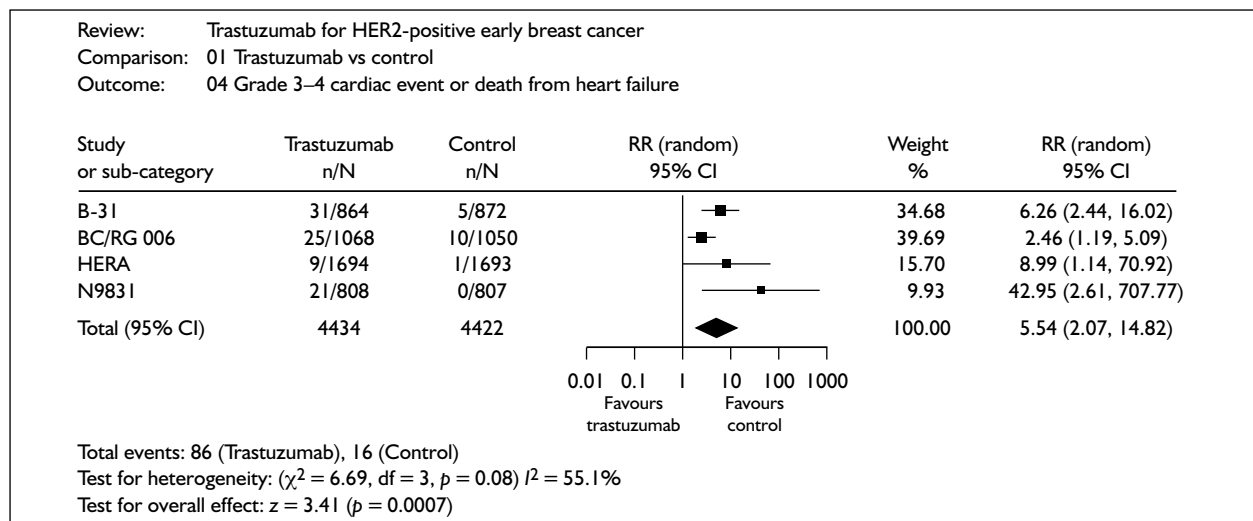 Review: Trastuzumab for HER2-positive early breast cancer
Comparison: 01 Trastuzumab vs control
Outcome: 04 Grade 3–4 cardiac event or death from heart failure
Study Trastuzumab Control RR (random) Weight RR (random)
or sub-category n/N n/N 95% CI % 95% CI
B-31 31/864 5/872 34.68 6.26 (2.44, 16.02)
BC/RG 006 25/1068 10/1050 39.69 2.46 (1.19, 5.09)
HERA 9/1694 1/1693 15.70 8.99 (1.14, 70.92)
N9831 21/808 0/807 9.93 42.95 (2.61, 707.77)
Total (95% CI) 4434 4422 100.00 5.54 (2.07, 14.82)
0.01 0.1 1 10 100 1000
Favours Favours
trastuzumab control
Total events: 86 (Trastuzumab), 16 (Control)
Test for heterogeneity: (χ² = 6.69, df = 3, p = 0.08) I² = 55.1%
Test for overall effect: z = 3.41 (p = 0.0007)